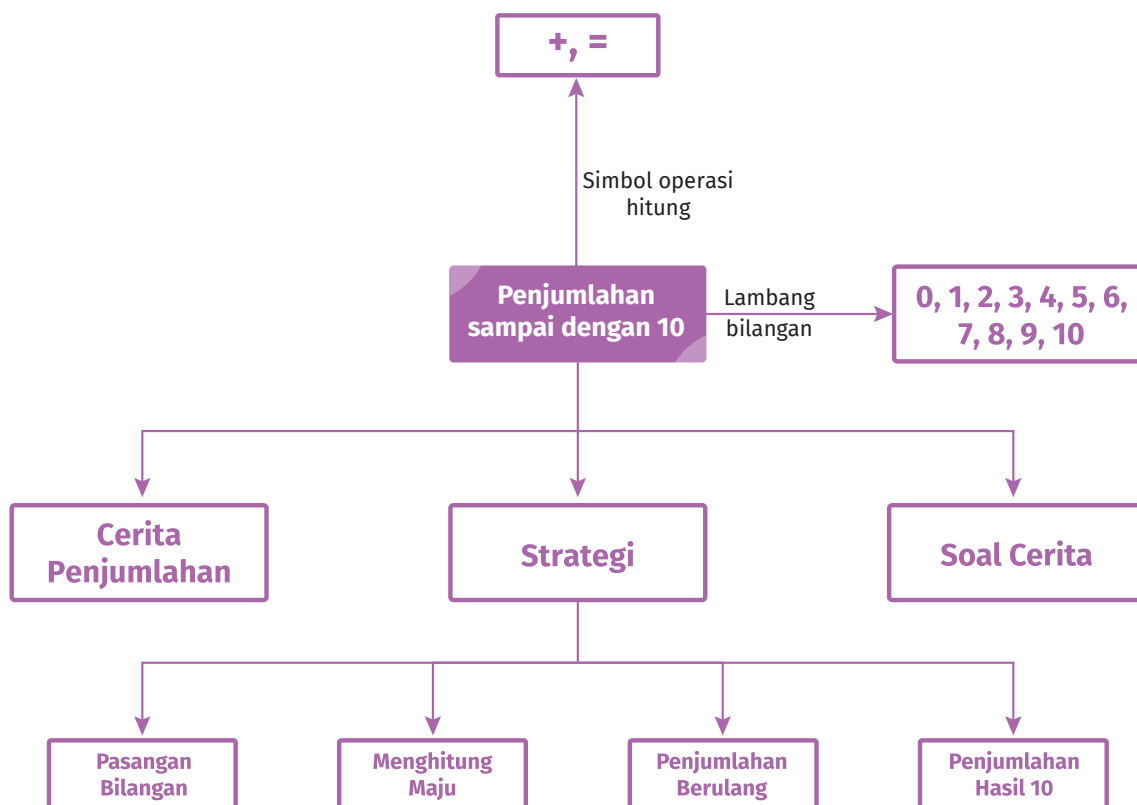 +, =
Simbol operasi
hitung
Penjumlahan
sampai dengan 10
Lambang
bilangan
0, 1, 2, 3, 4, 5, 6,
7, 8, 9, 10
Cerita
Penjumlahan
Strategi
Soal Cerita
Pasangan
Bilangan
Menghitung
Maju
Penjumlahan
Berulang
Penjumlahan
Hasil 10